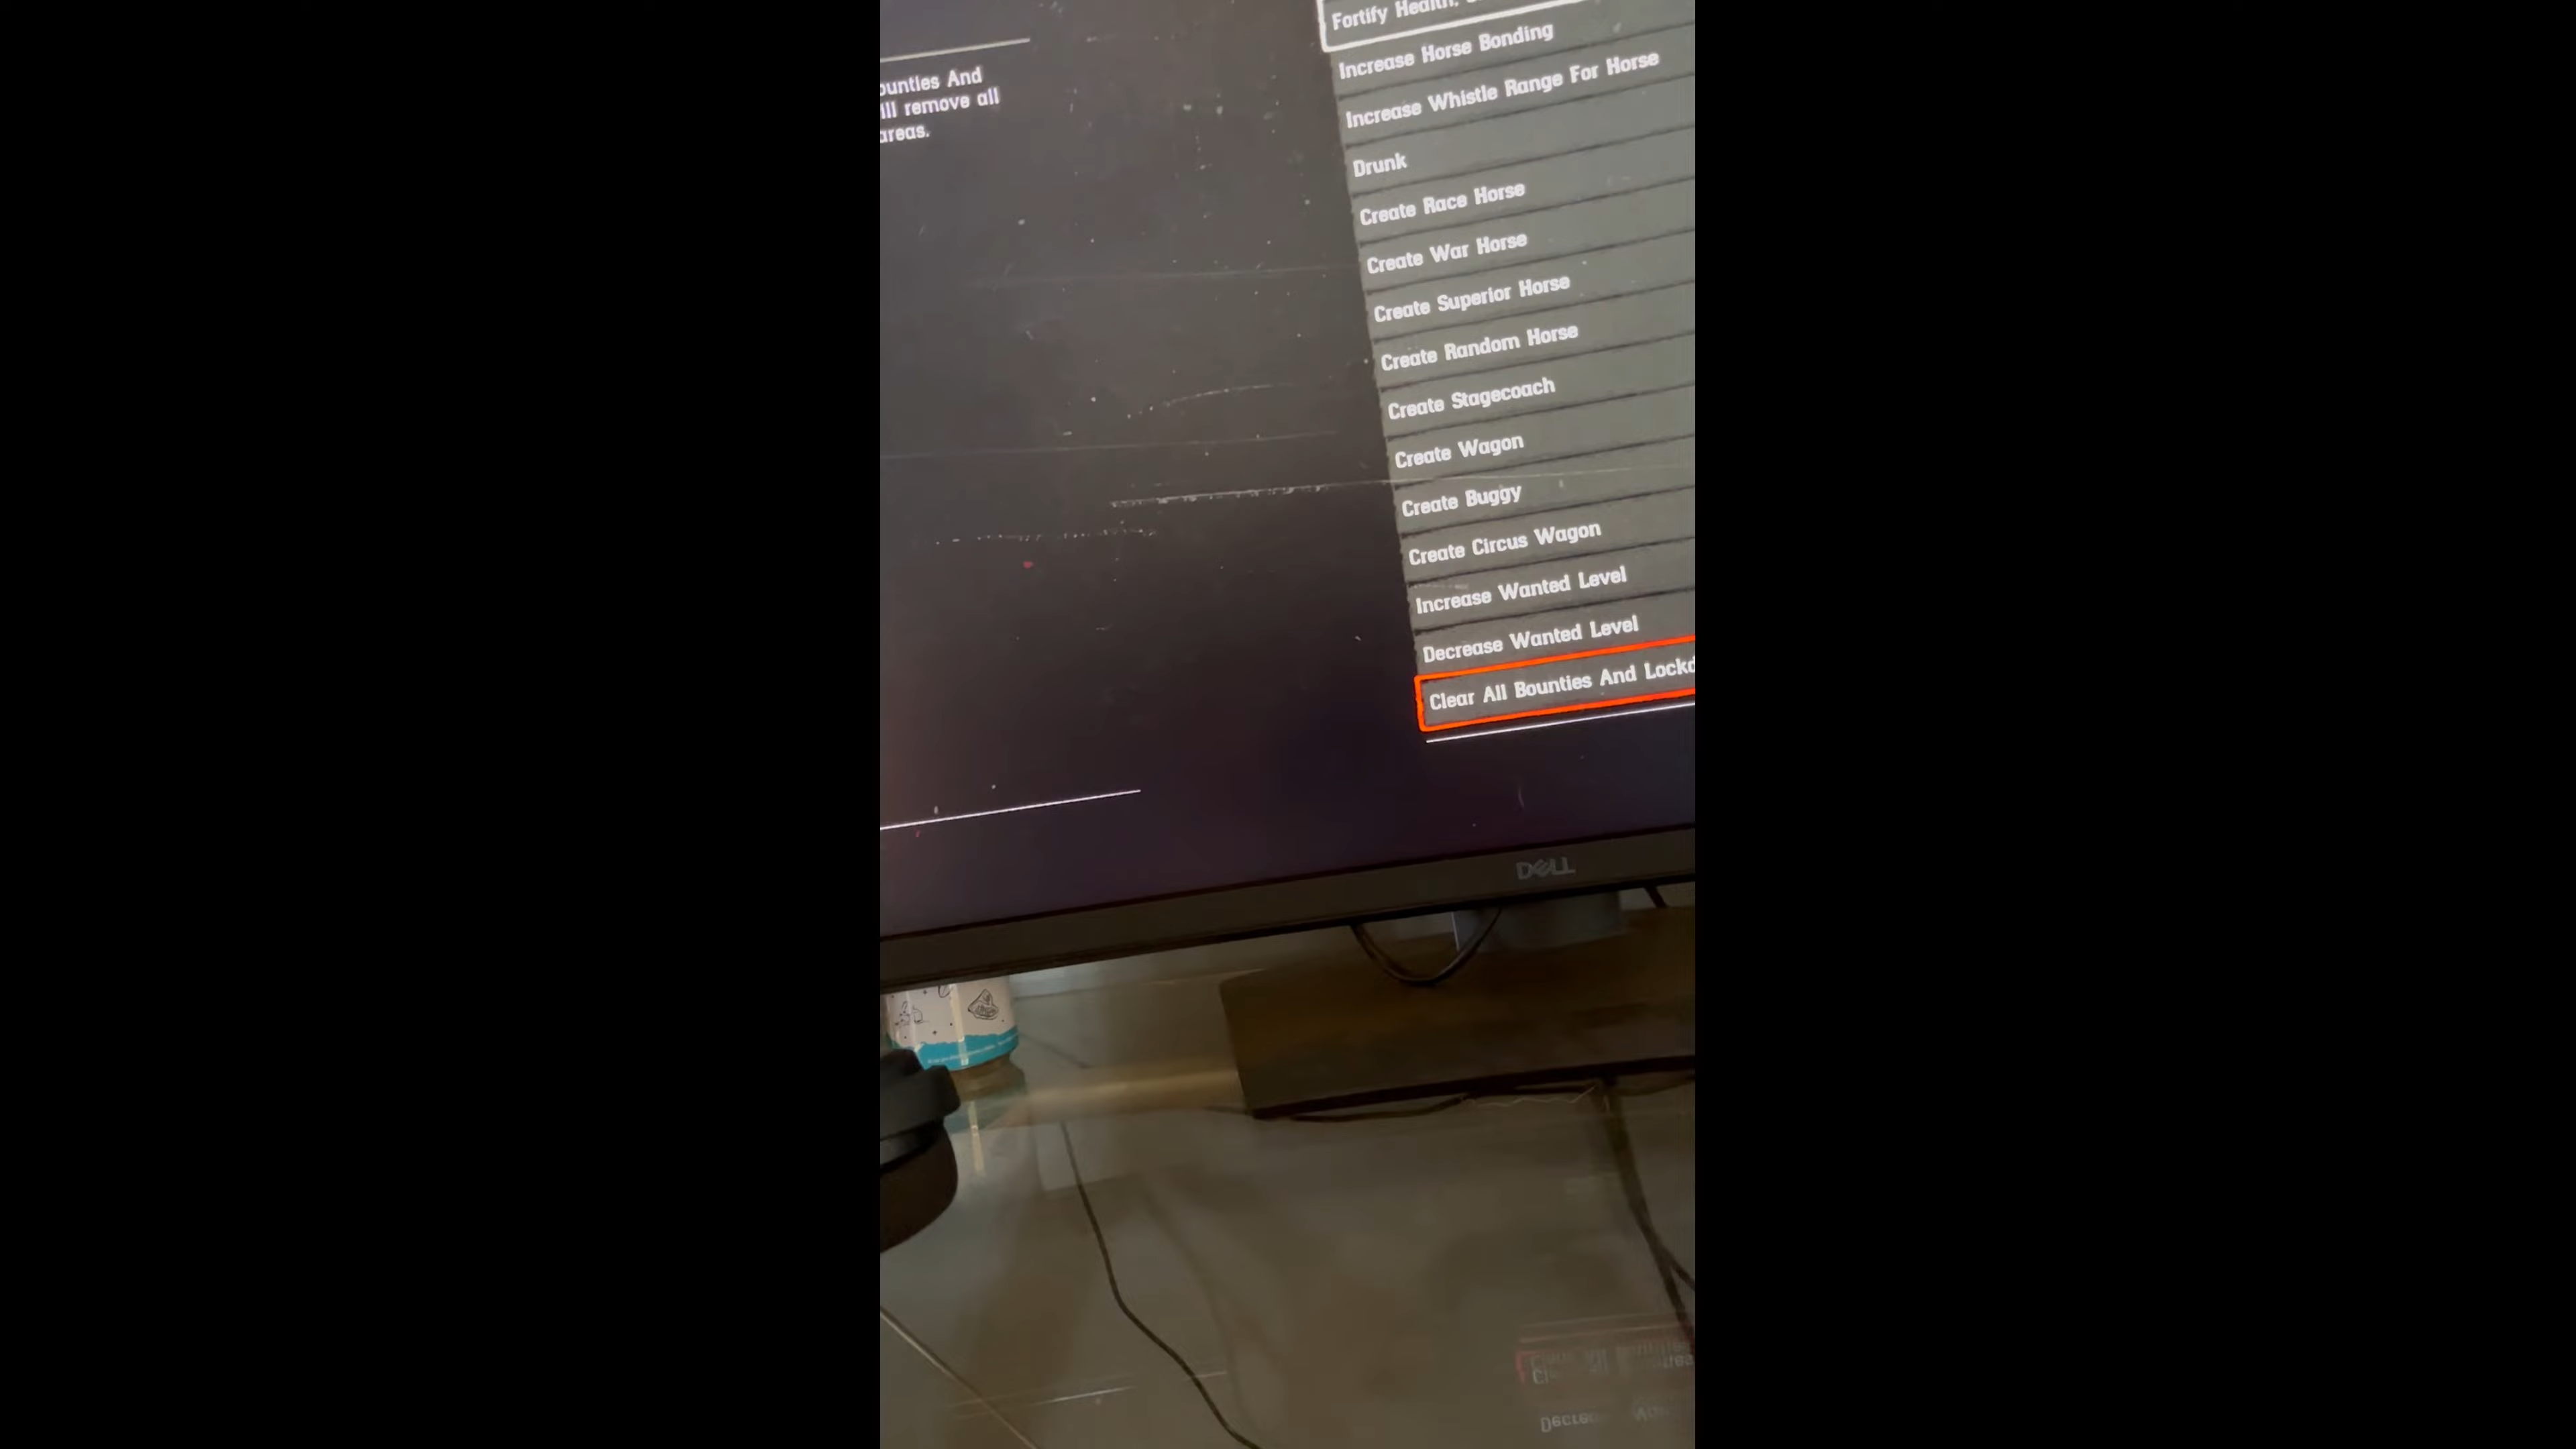 ounties And
ill remove all
areas.
Fortify Health,
Increase Horse Bonding
Increase Whistle Range For Horse
Drunk
Create Race Horse
Create War Horse
Create Superior Horse
Create Random Horse
Create Stagecoach
Create Wagon
Create Buggy
Create Circus Wagon
Increase Wanted Level
Decrease Wanted Level
Clear All Bounties And Lockd
DELL